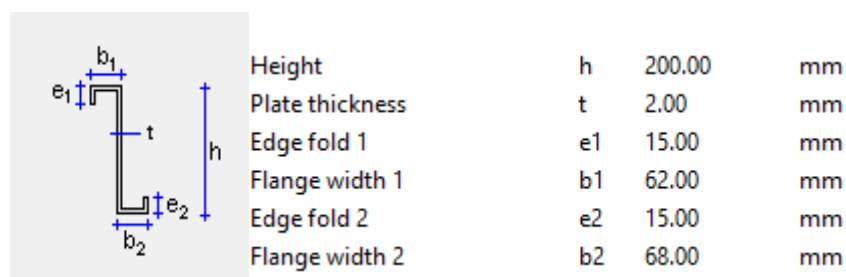 b1
e1
t
h
e2
b2
Height h 200.00 mm
Plate thickness t 2.00 mm
Edge fold 1 e1 15.00 mm
Flange width 1 b1 62.00 mm
Edge fold 2 e2 15.00 mm
Flange width 2 b2 68.00 mm